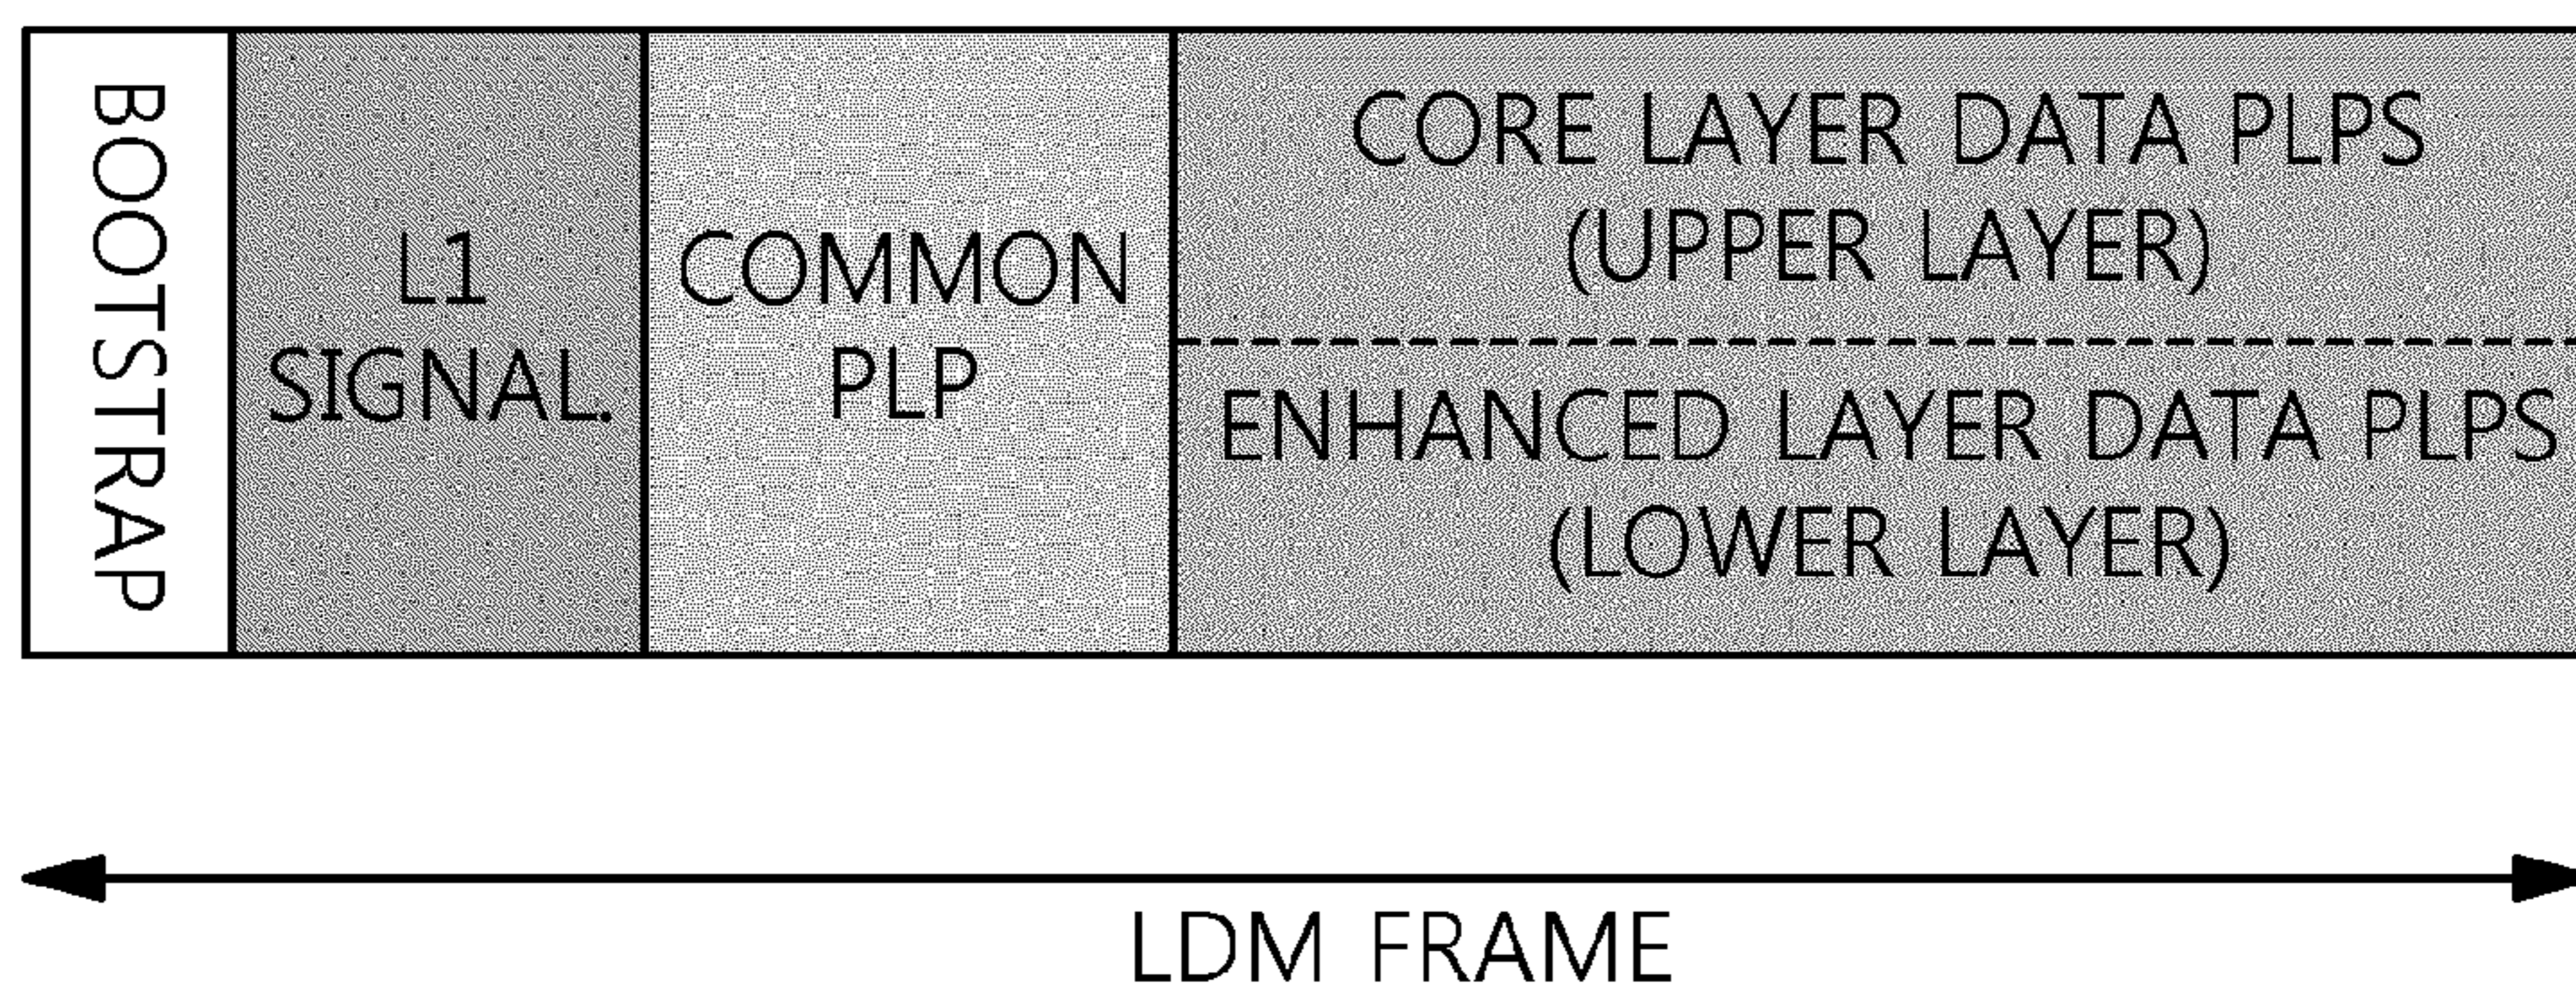 BOOTSTRAP
L1
SIGNAL.
COMMON
PLP
CORE LAYER DATA PLPS
(UPPER LAYER)
ENHANCED LAYER DATA PLPS
(LOWER LAYER)
LDM FRAME